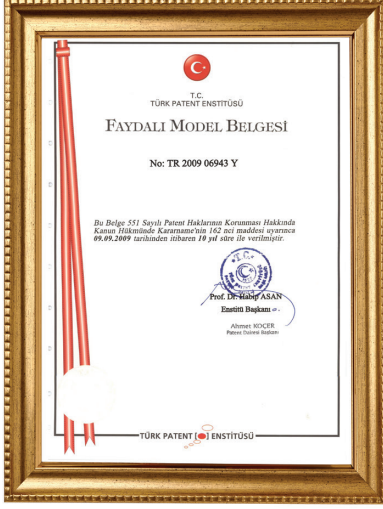 T.C.
TÜRK PATENT ENSTİTÜSÜ
FAYDALI MODEL BELGESİ
No: TR 2009 06943 Y
Bu Belge 551 Sayılı Patent Haklarının Korunması Hakkında
Kanun Hükmünde Kararname'nin 162 nci maddesi uyarınca
09.09.2009 tarihinden itibaren 10 yıl süre ile verilmiştir.
T.C.
Prof. Dr. Habip ASAN
Enstitü Başkanı
Ahmet KOÇER
Patent Dairesi Başkanı
TÜRK PATENT ENSTİTÜSÜ